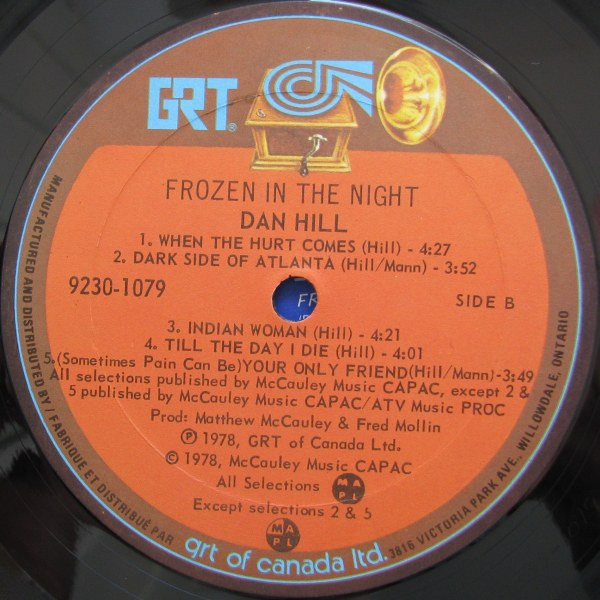 GRT®
FROZEN IN THE NIGHT
DAN HILL
1. WHEN THE HURT COMES (Hill) - 4:27
2. DARK SIDE OF ATLANTA (Hill/Mann) - 3:52
9230-1079
SIDE B
FR
3. INDIAN WOMAN (Hill) - 4:21
4. TILL THE DAY I DIE (Hill) - 4:01
5.(Sometimes Pain Can Be)YOUR ONLY FRIEND(Hill/Mann)-3:49
All selections published by McCauley Music CAPAC, except 2 &
5 published by McCauley Music CAPAC/ATV Music PROC
Prod: Matthew McCauley & Fred Mollin
Ⓟ 1978, GRT of Canada Ltd.
© 1978, McCauley Music CAPAC
All Selections MAPL
Except selections 2 & 5
MAPL
MANUFACTURED AND DISTRIBUTED BY / FABRIQUÉ ET DISTRIBUÉ PAR grt of canada ltd. 3816 VICTORIA PARK AVE., WILLOWDALE, ONTARIO